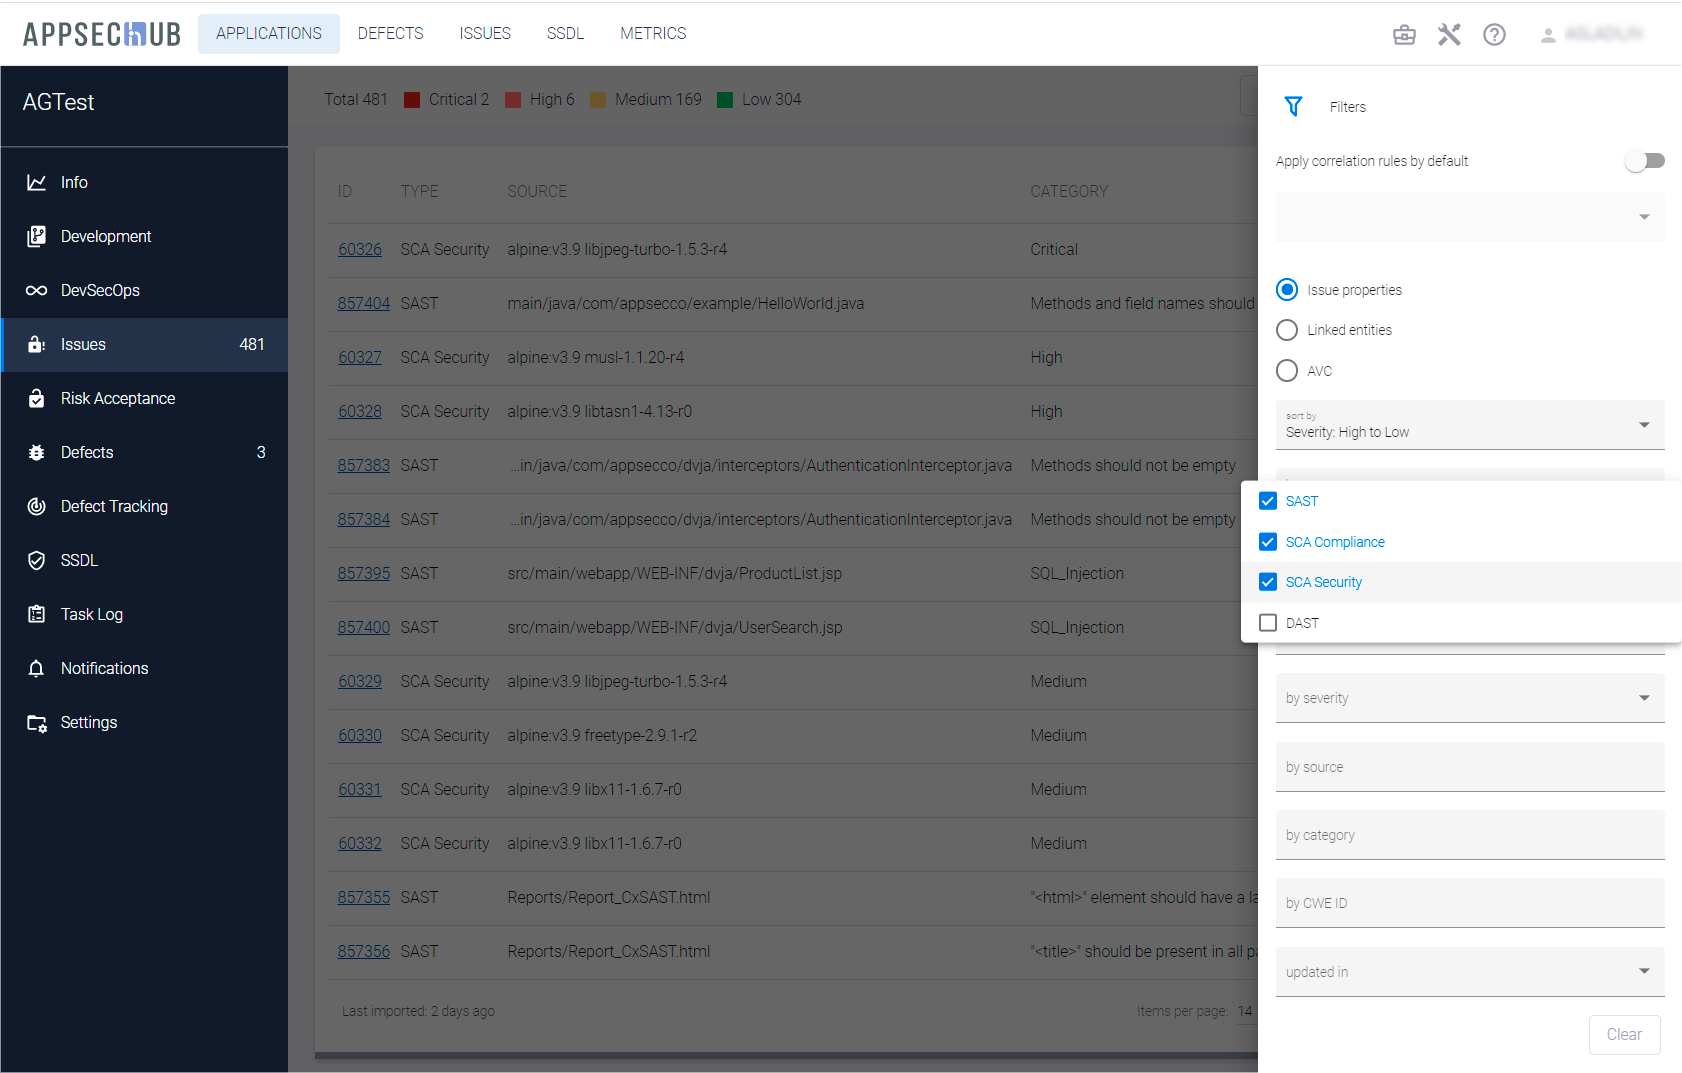 APPSECHUB
APPLICATIONS
DEFECTS
ISSUES
SSDL
METRICS
AGTest
Info
Development
DevSecOps
Issues 481
Risk Acceptance
Defects 3
Defect Tracking
SSDL
Task Log
Notifications
Settings
Total 481 Critical 2 High 6 Medium 169 Low 304
ID TYPE SOURCE CATEGORY
60326 SCA Security alpine:v3.9 libjpeg-turbo-1.5.3-r4 Critical
857404 SAST main/java/com/appsecco/example/HelloWorld.java Methods and field names should
60327 SCA Security alpine:v3.9 musl-1.1.20-r4 High
60328 SCA Security alpine:v3.9 libtasn1-4.13-r0 High
857383 SAST ...in/java/com/appsecco/dvja/interceptors/AuthenticationInterceptor.java Methods should not be empty
857384 SAST ...in/java/com/appsecco/dvja/interceptors/AuthenticationInterceptor.java Methods should not be empty
857395 SAST src/main/webapp/WEB-INF/dvja/ProductList.jsp SQL_Injection
857400 SAST src/main/webapp/WEB-INF/dvja/UserSearch.jsp SQL_Injection
60329 SCA Security alpine:v3.9 libjpeg-turbo-1.5.3-r4 Medium
60330 SCA Security alpine:v3.9 freetype-2.9.1-r2 Medium
60331 SCA Security alpine:v3.9 libx11-1.6.7-r0 Medium
60332 SCA Security alpine:v3.9 libx11-1.6.7-r0 Medium
857355 SAST Reports/Report_CxSAST.html "<html>" element should have a la
857356 SAST Reports/Report_CxSAST.html "<title>" should be present in all pa
Last imported: 2 days ago Items per page: 14
Filters
Apply correlation rules by default
Issue properties
Linked entities
AVC
sort by
Severity: High to Low
SAST
SCA Compliance
SCA Security
DAST
by severity
by source
by category
by CWE ID
updated in
Clear